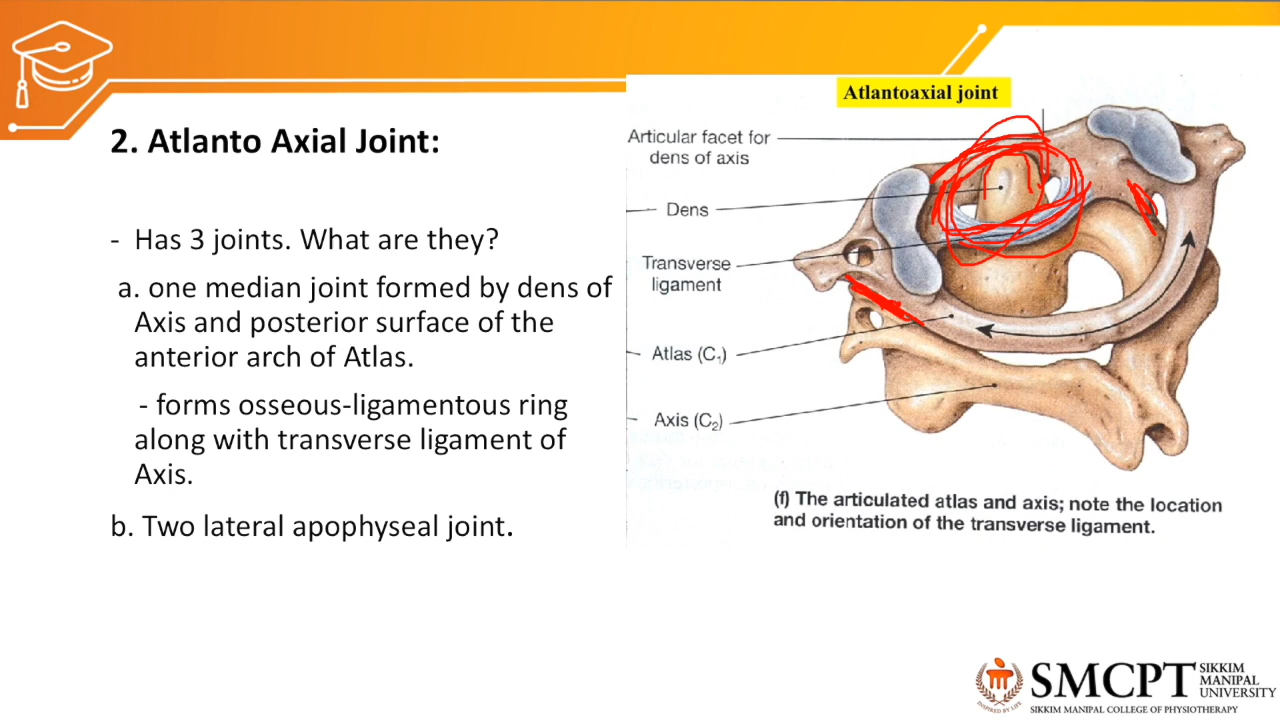 2. Atlanto Axial Joint:
- Has 3 joints. What are they?
a. one median joint formed by dens of
Axis and posterior surface of the
anterior arch of Atlas.
- forms osseous-ligamentous ring
along with transverse ligament of
Axis.
b. Two lateral apophyseal joint.
Atlantoaxial joint
Articular facet for
dens of axis
Dens
Transverse
ligament
Atlas (C₁)
Axis (C₂)
(f) The articulated atlas and axis; note the location
and orientation of the transverse ligament.
INSPIRED BY LIFE
SMCPT
SIKKIM
MANIPAL
UNIVERSITY
SIKKIM MANIPAL COLLEGE OF PHYSIOTHERAPY